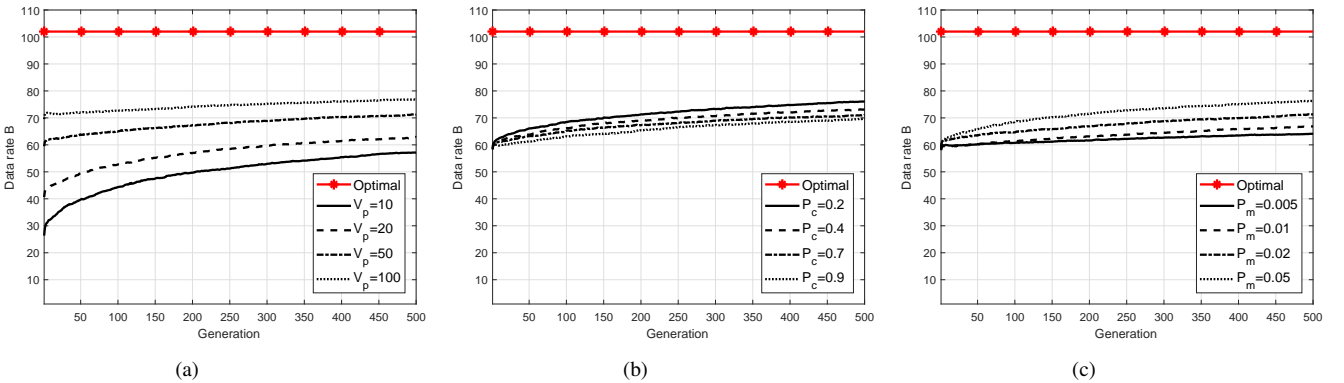 110
100
90
80
70
60
50
40
30
20
10
Data rate B
Optimal
V_p=10
V_p=20
V_p=50
V_p=100
50 100 150 200 250 300 350 400 450 500
Generation
(a)
110
100
90
80
70
60
50
40
30
20
10
Data rate B
Optimal
P_c=0.2
P_c=0.4
P_c=0.7
P_c=0.9
50 100 150 200 250 300 350 400 450 500
Generation
(b)
110
100
90
80
70
60
50
40
30
20
10
Data rate B
Optimal
P_m=0.005
P_m=0.01
P_m=0.02
P_m=0.05
50 100 150 200 250 300 350 400 450 500
Generation
(c)